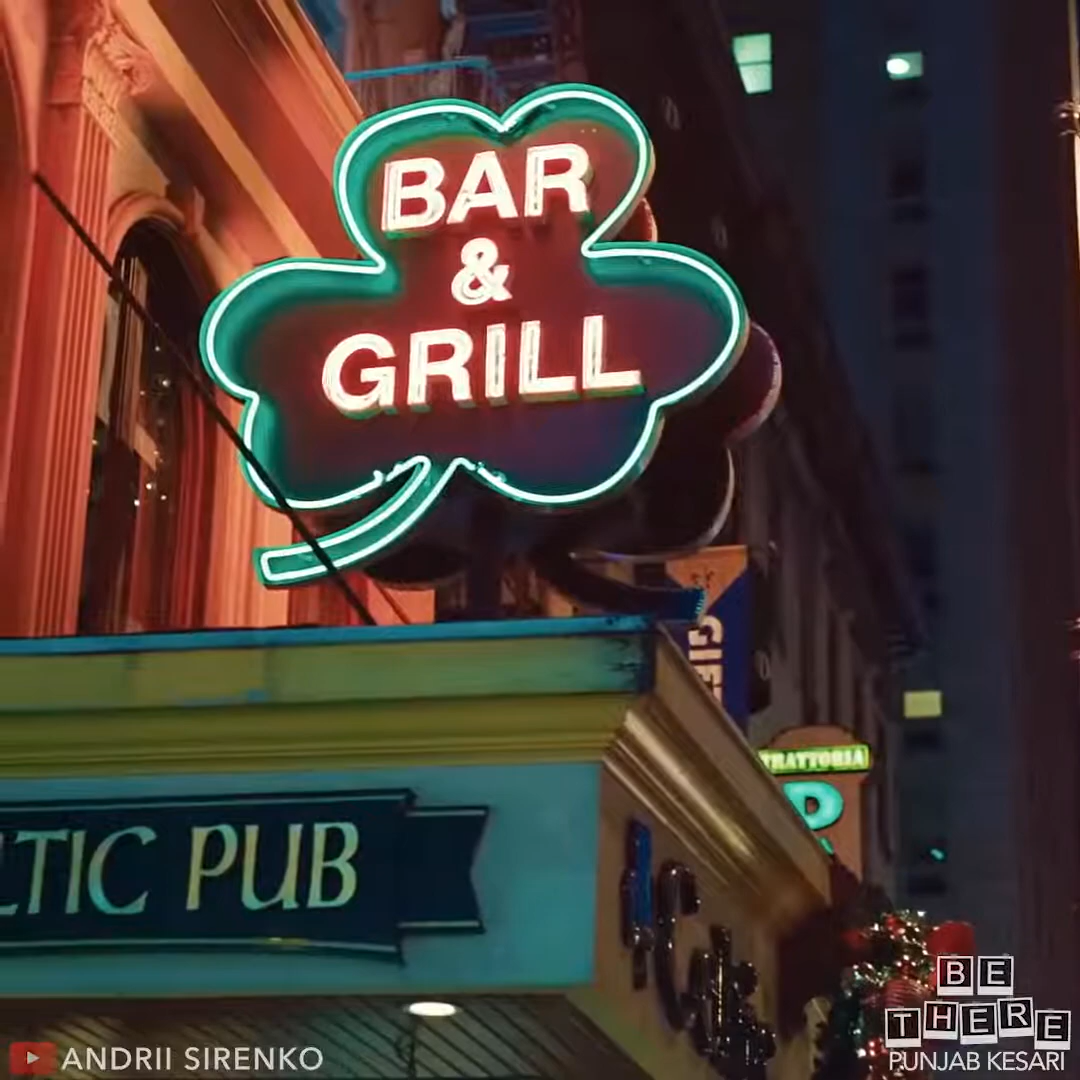 BAR
&
GRILL
TRATTORIA
LTIC PUB
ANDRII SIRENKO
BE
THERE
PUNJAB KESARI